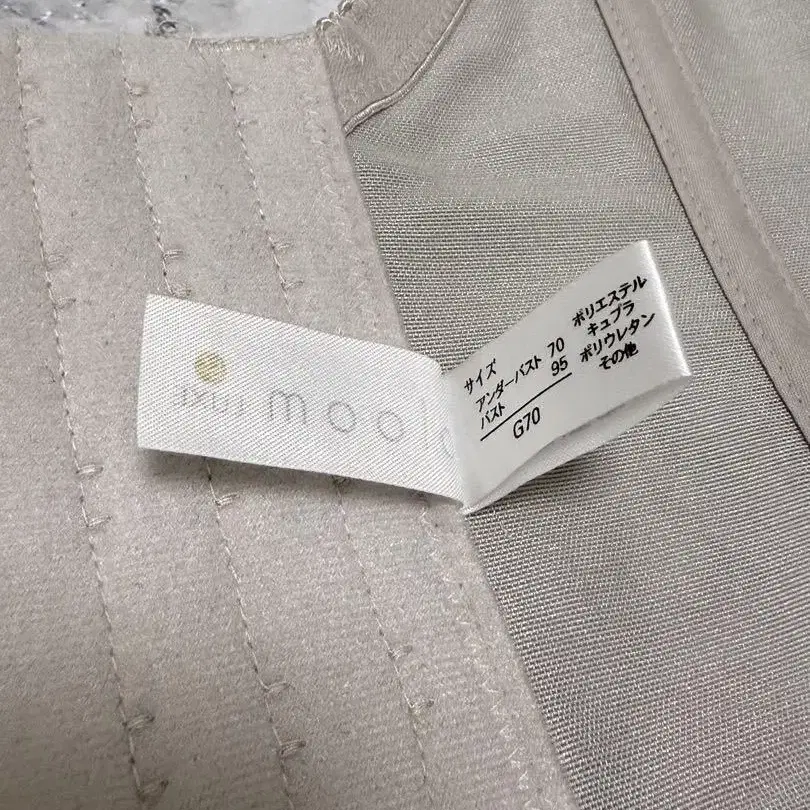 moo
サイズ
アンダーバスト 70
バスト 95
G70
ポリエステル
キュプラ
ポリウレタン
その他